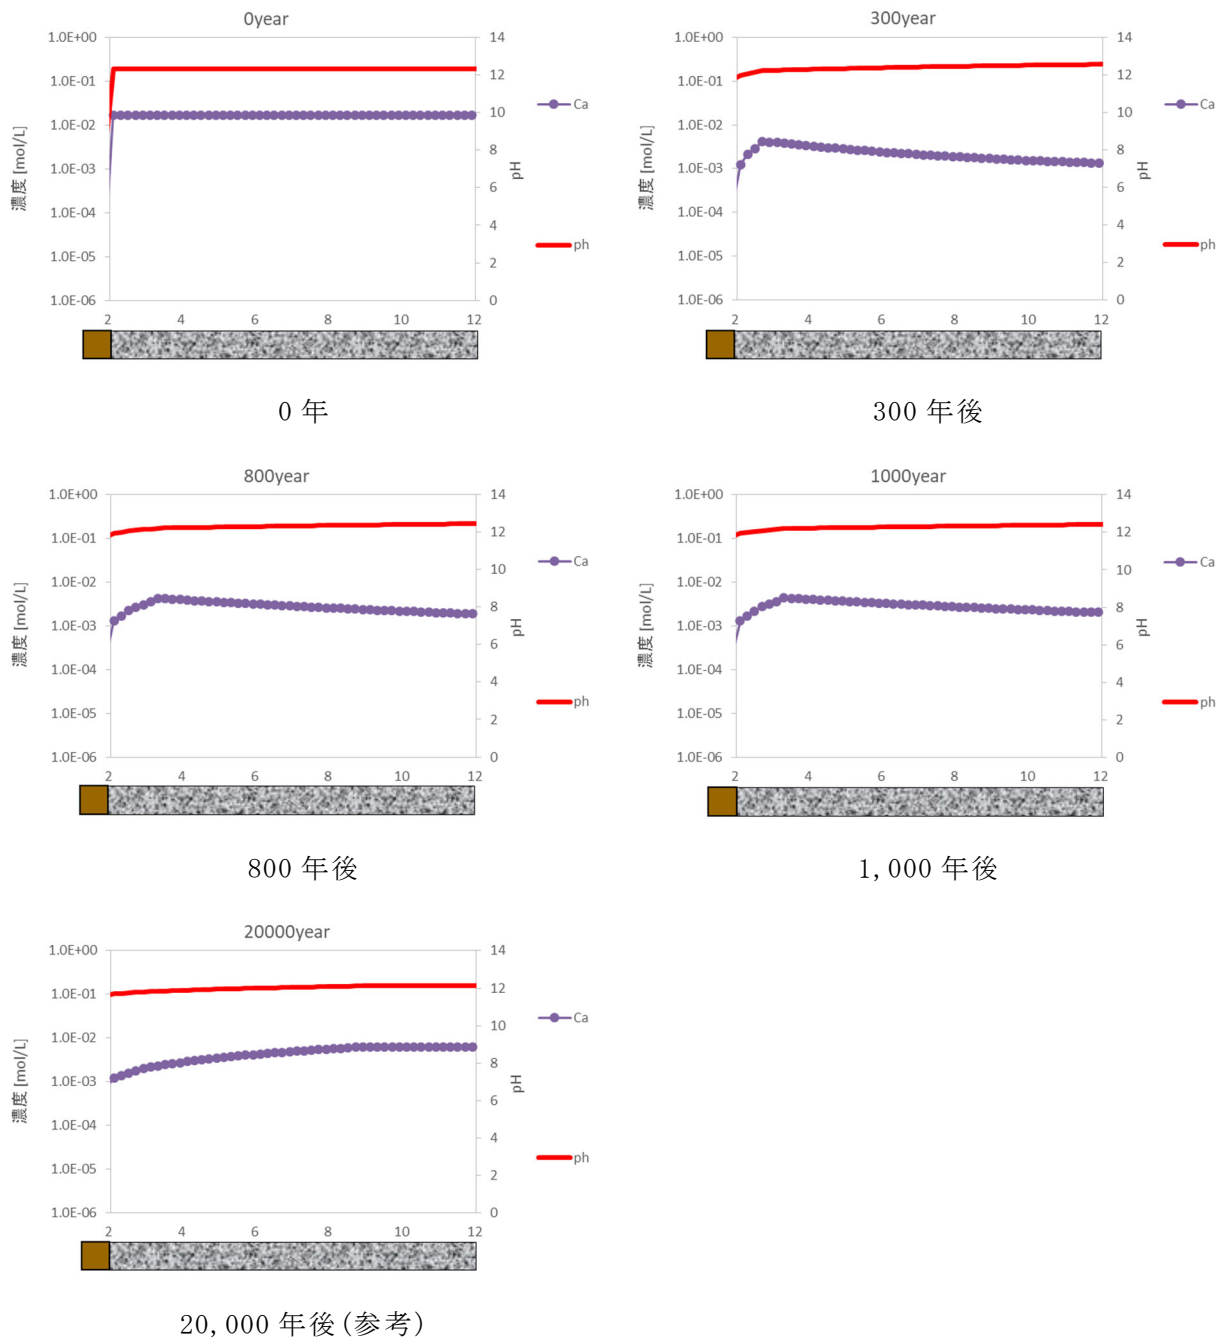 0year
1.0E+00
1.0E-01
1.0E-02
1.0E-03
1.0E-04
1.0E-05
1.0E-06
濃度 [mol/L]
14
12
10
8
6
4
2
0
pH
Ca
ph
2 4 6 8 10 12
0 年
300year
1.0E+00
1.0E-01
1.0E-02
1.0E-03
1.0E-04
1.0E-05
1.0E-06
濃度 [mol/L]
14
12
10
8
6
4
2
0
pH
Ca
ph
2 4 6 8 10 12
300 年後
800year
1.0E+00
1.0E-01
1.0E-02
1.0E-03
1.0E-04
1.0E-05
1.0E-06
濃度 [mol/L]
14
12
10
8
6
4
2
0
pH
Ca
ph
2 4 6 8 10 12
800 年後
1000year
1.0E+00
1.0E-01
1.0E-02
1.0E-03
1.0E-04
1.0E-05
1.0E-06
濃度 [mol/L]
14
12
10
8
6
4
2
0
pH
Ca
ph
2 4 6 8 10 12
1,000 年後
20000year
1.0E+00
1.0E-01
1.0E-02
1.0E-03
1.0E-04
1.0E-05
1.0E-06
濃度 [mol/L]
14
12
10
8
6
4
2
0
pH
Ca
ph
2 4 6 8 10 12
20,000 年後(参考)